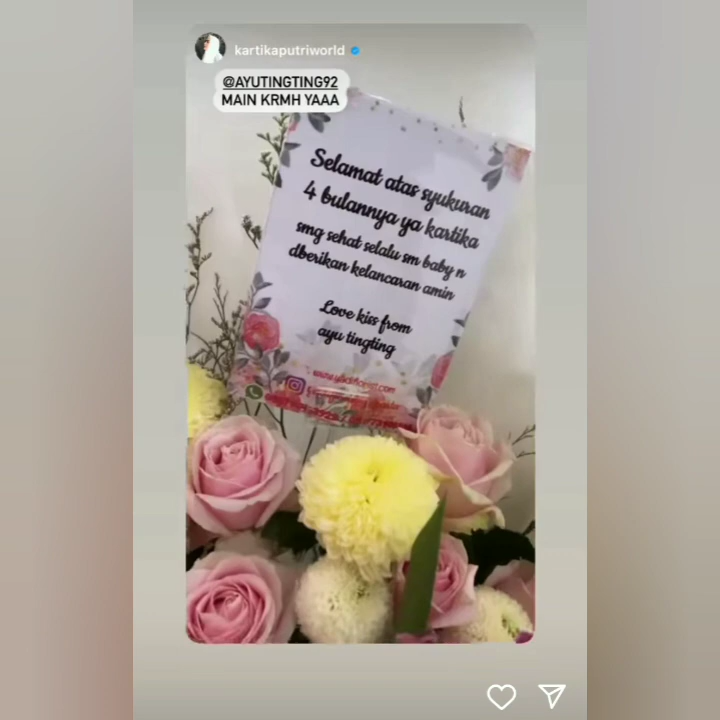 kartikaputriworld
@AYUTINGTING92
MAIN KRMH YAAA
Selamat atas syukuran
4 bulannya ya kartika
smg sehat selalu sm baby n
dberikan kelancaran amin
Love kiss from
ayu tingting